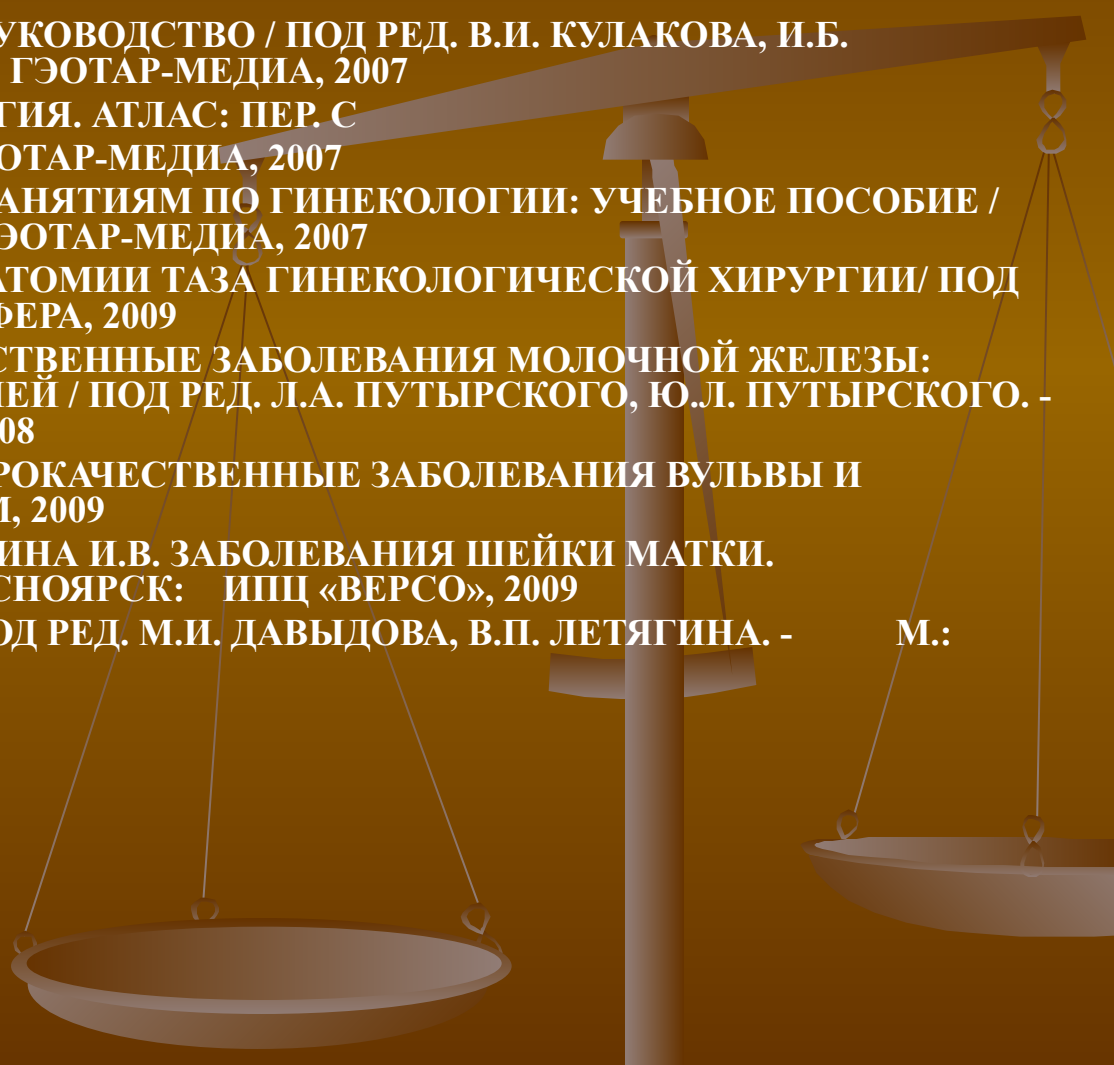 УКОВОДСТВО / ПОД РЕД. В.И. КУЛАКОВА, И.Б.
ГЭОТАР-МЕДИА, 2007
ГИЯ. АТЛАС: ПЕР. С
ЭОТАР-МЕДИА, 2007
АНЯТИЯМ ПО ГИНЕКОЛОГИИ: УЧЕБНОЕ ПОСОБИЕ /
ЭОТАР-МЕДИА, 2007
АТОМИИ ТАЗА ГИНЕКОЛОГИЧЕСКОЙ ХИРУРГИИ/ ПОД
ФЕРА, 2009
СТВЕННЫЕ ЗАБОЛЕВАНИЯ МОЛОЧНОЙ ЖЕЛЕЗЫ:
ЛЕЙ / ПОД РЕД. Л.А. ПУТЫРСКОГО, Ю.Л. ПУТЫРСКОГО. -
08
РОКАЧЕСТВЕННЫЕ ЗАБОЛЕВАНИЯ ВУЛЬВЫ И
М, 2009
ИНА И.В. ЗАБОЛЕВАНИЯ ШЕЙКИ МАТКИ.
СНОЯРСК: ИПЦ «ВЕРСО», 2009
ОД РЕД. М.И. ДАВЫДОВА, В.П. ЛЕТЯГИНА. - М.: